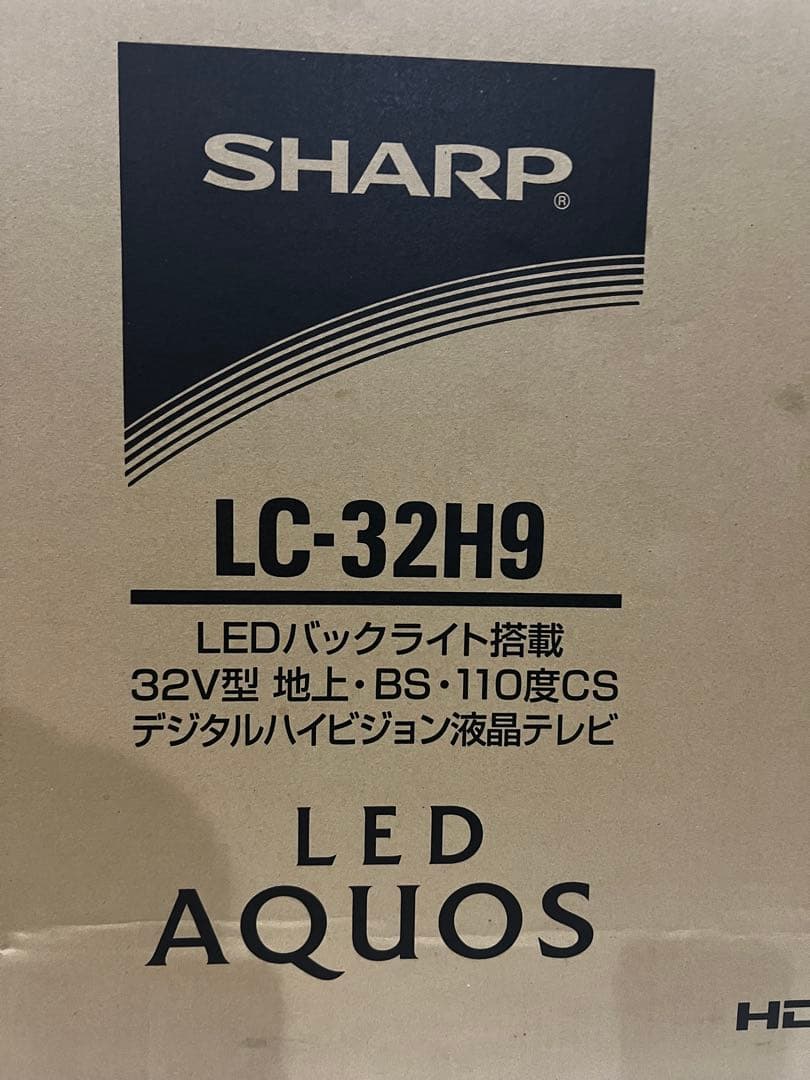 SHARP®
LC-32H9
LEDバックライト搭載
32V型 地上・BS・110度CS
デジタルハイビジョン液晶テレビ
LED
AQUOS